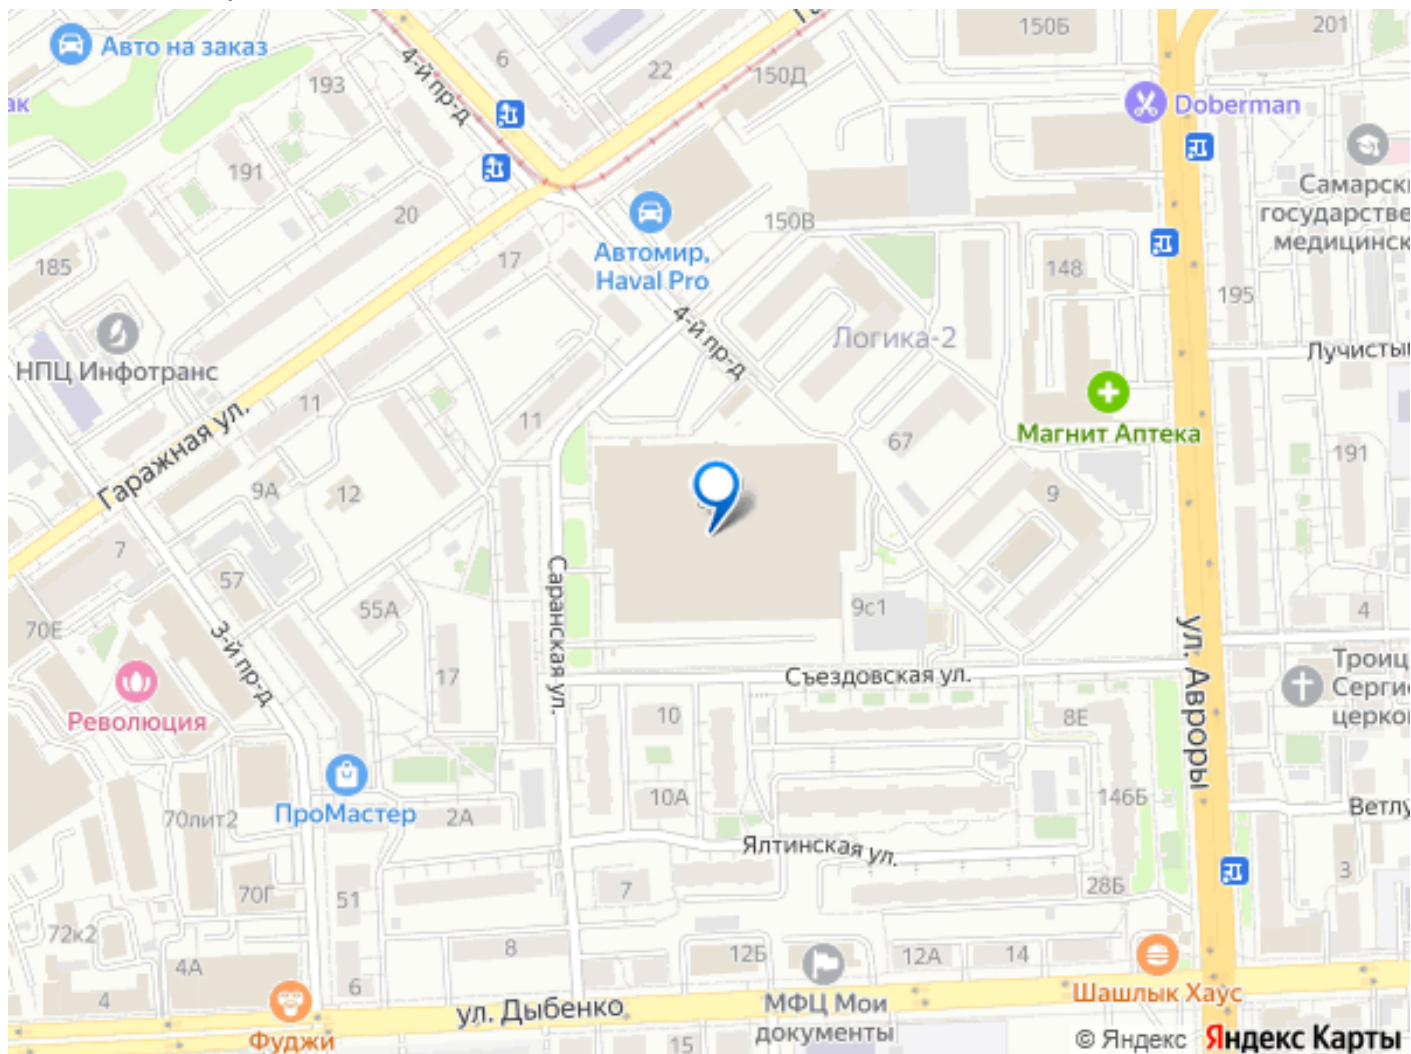 150Б
201
Авто на заказ
6
22
150Д
193
4-й пр-д
ак
Doberman
191
Самарск
государстве
медицинск
20
150В
185
17
Автомир,
Haval Pro
148
195
4-й пр-д
Логика-2
НПЦ Инфотранс
Лучисты
11
11
Магнит Аптека
Гаражная ул.
67
191
9А
12
9
7
57
Саранская ул.
55А
9с1
4
70Е
3-й пр-д
ул. Авроры
Троиц
Сергие
церко
17
Съездовская ул.
Революция
10
8Е
10А
146Б
ПроМастер
70лит2
2А
Ветлу
Ялтинская ул.
3
70Г
51
7
28Б
72к2
8
12Б
12А
14
4А
6
4
ул. Дыбенко
МФЦ Мои
документы
Шашлык Хаус
Фуджи
15
© Яндекс Яндекс Карты